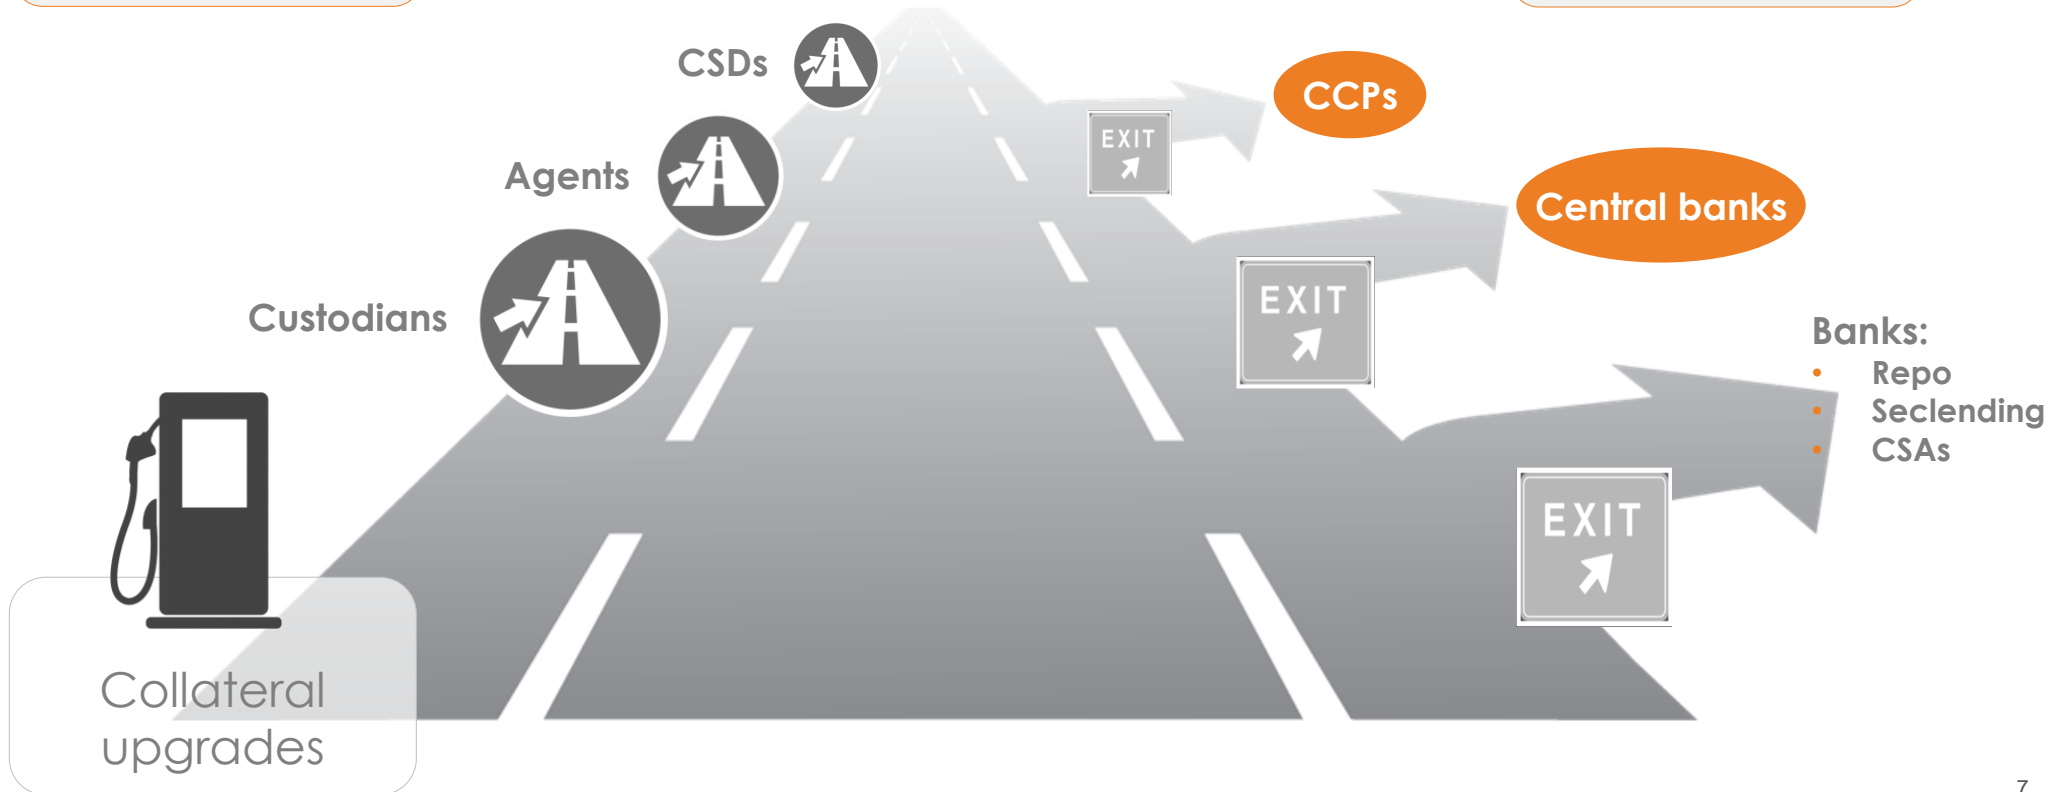 CSDs
CCPs
EXIT
Agents
Central banks
EXIT
Custodians
Banks:
• Repo
• Seclending
• CSAs
EXIT
Collateral
upgrades
7